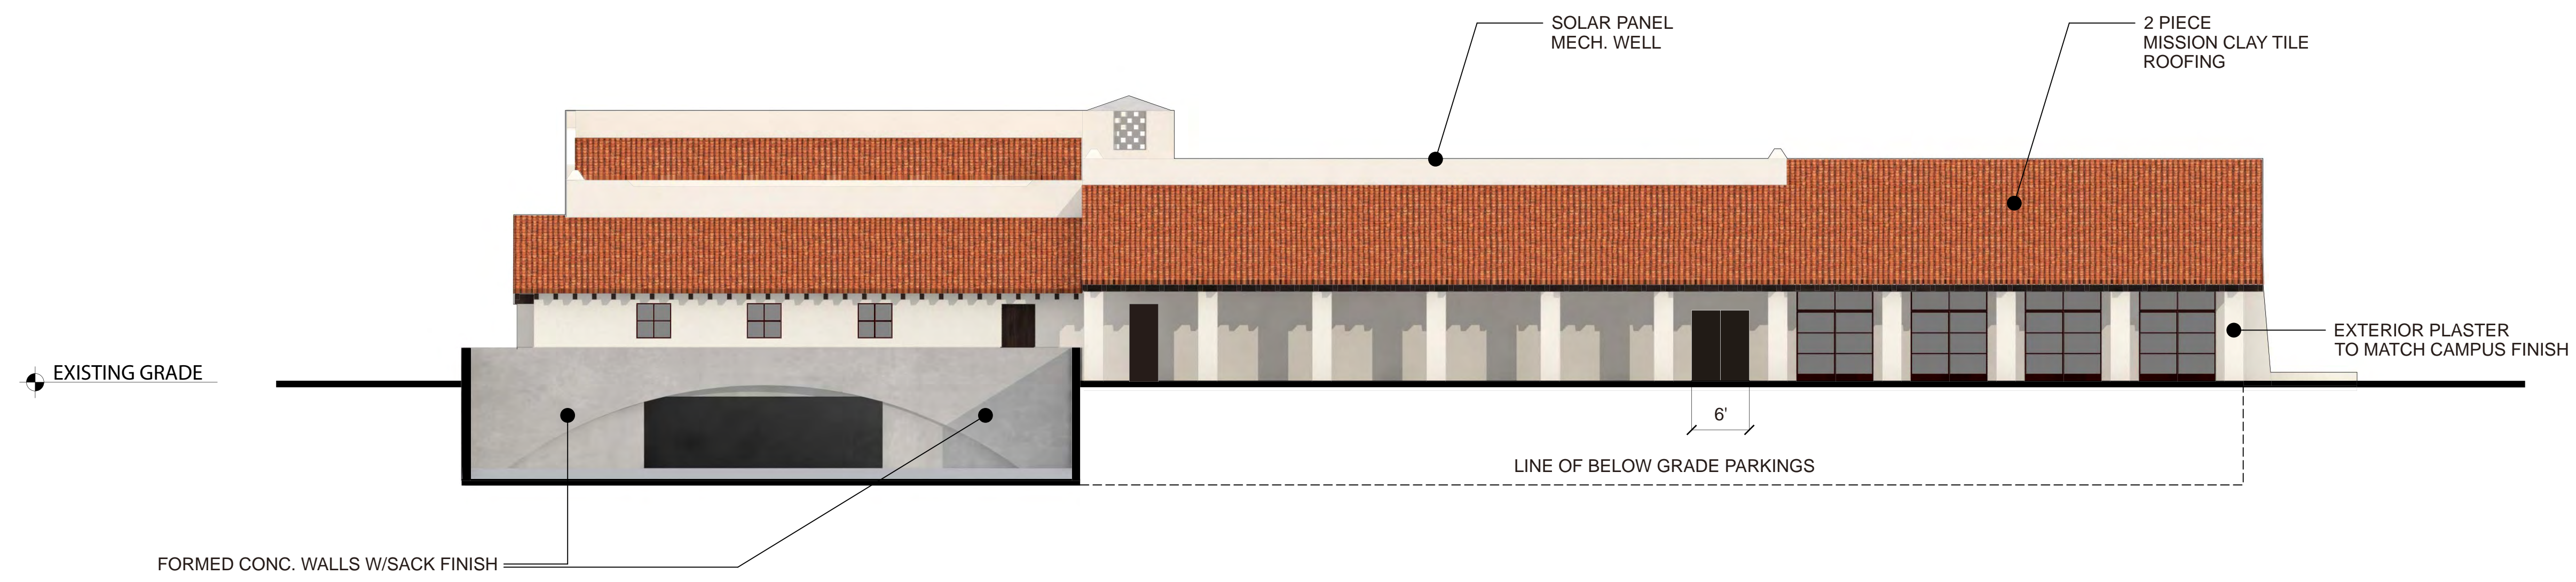 SOLAR PANEL
MECH. WELL
2 PIECE
MISSION CLAY TILE
ROOFING
EXTERIOR PLASTER
TO MATCH CAMPUS FINISH
EXISTING GRADE
6'
LINE OF BELOW GRADE PARKINGS
FORMED CONC. WALLS W/SACK FINISH